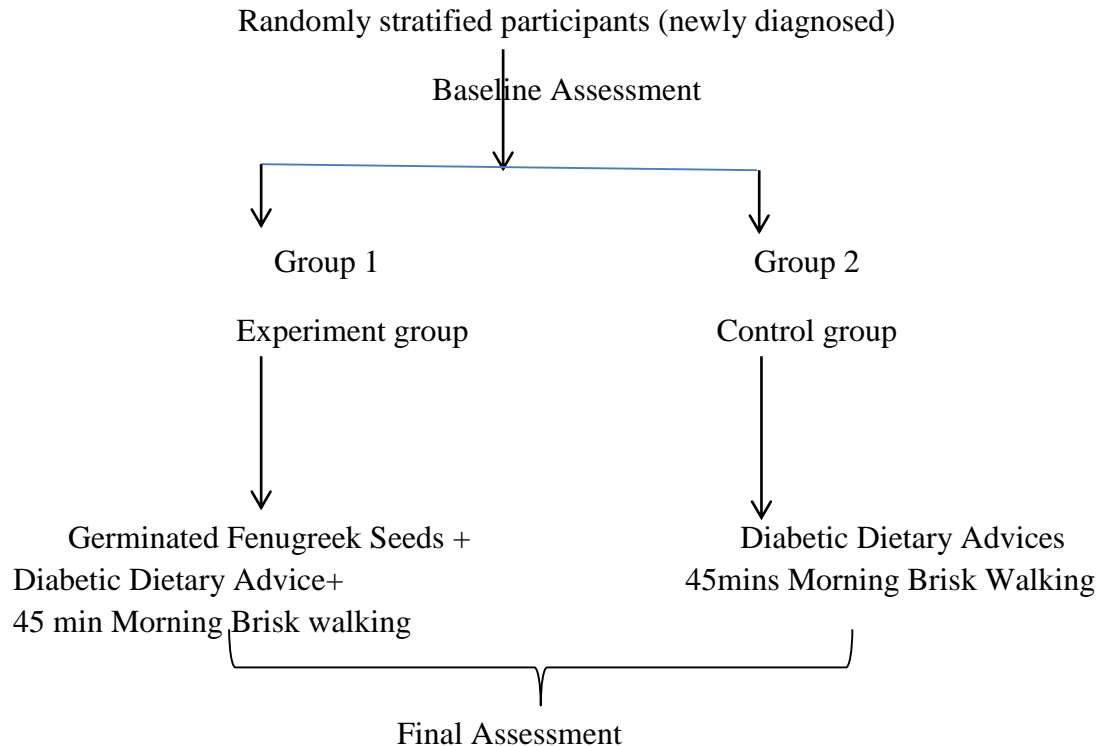 Randomly stratified participants (newly diagnosed)
Baseline Assessment
Group 1
Group 2
Experiment group
Control group
Germinated Fenugreek Seeds +
Diabetic Dietary Advice+
45 min Morning Brisk walking
Diabetic Dietary Advices
45mins Morning Brisk Walking
Final Assessment